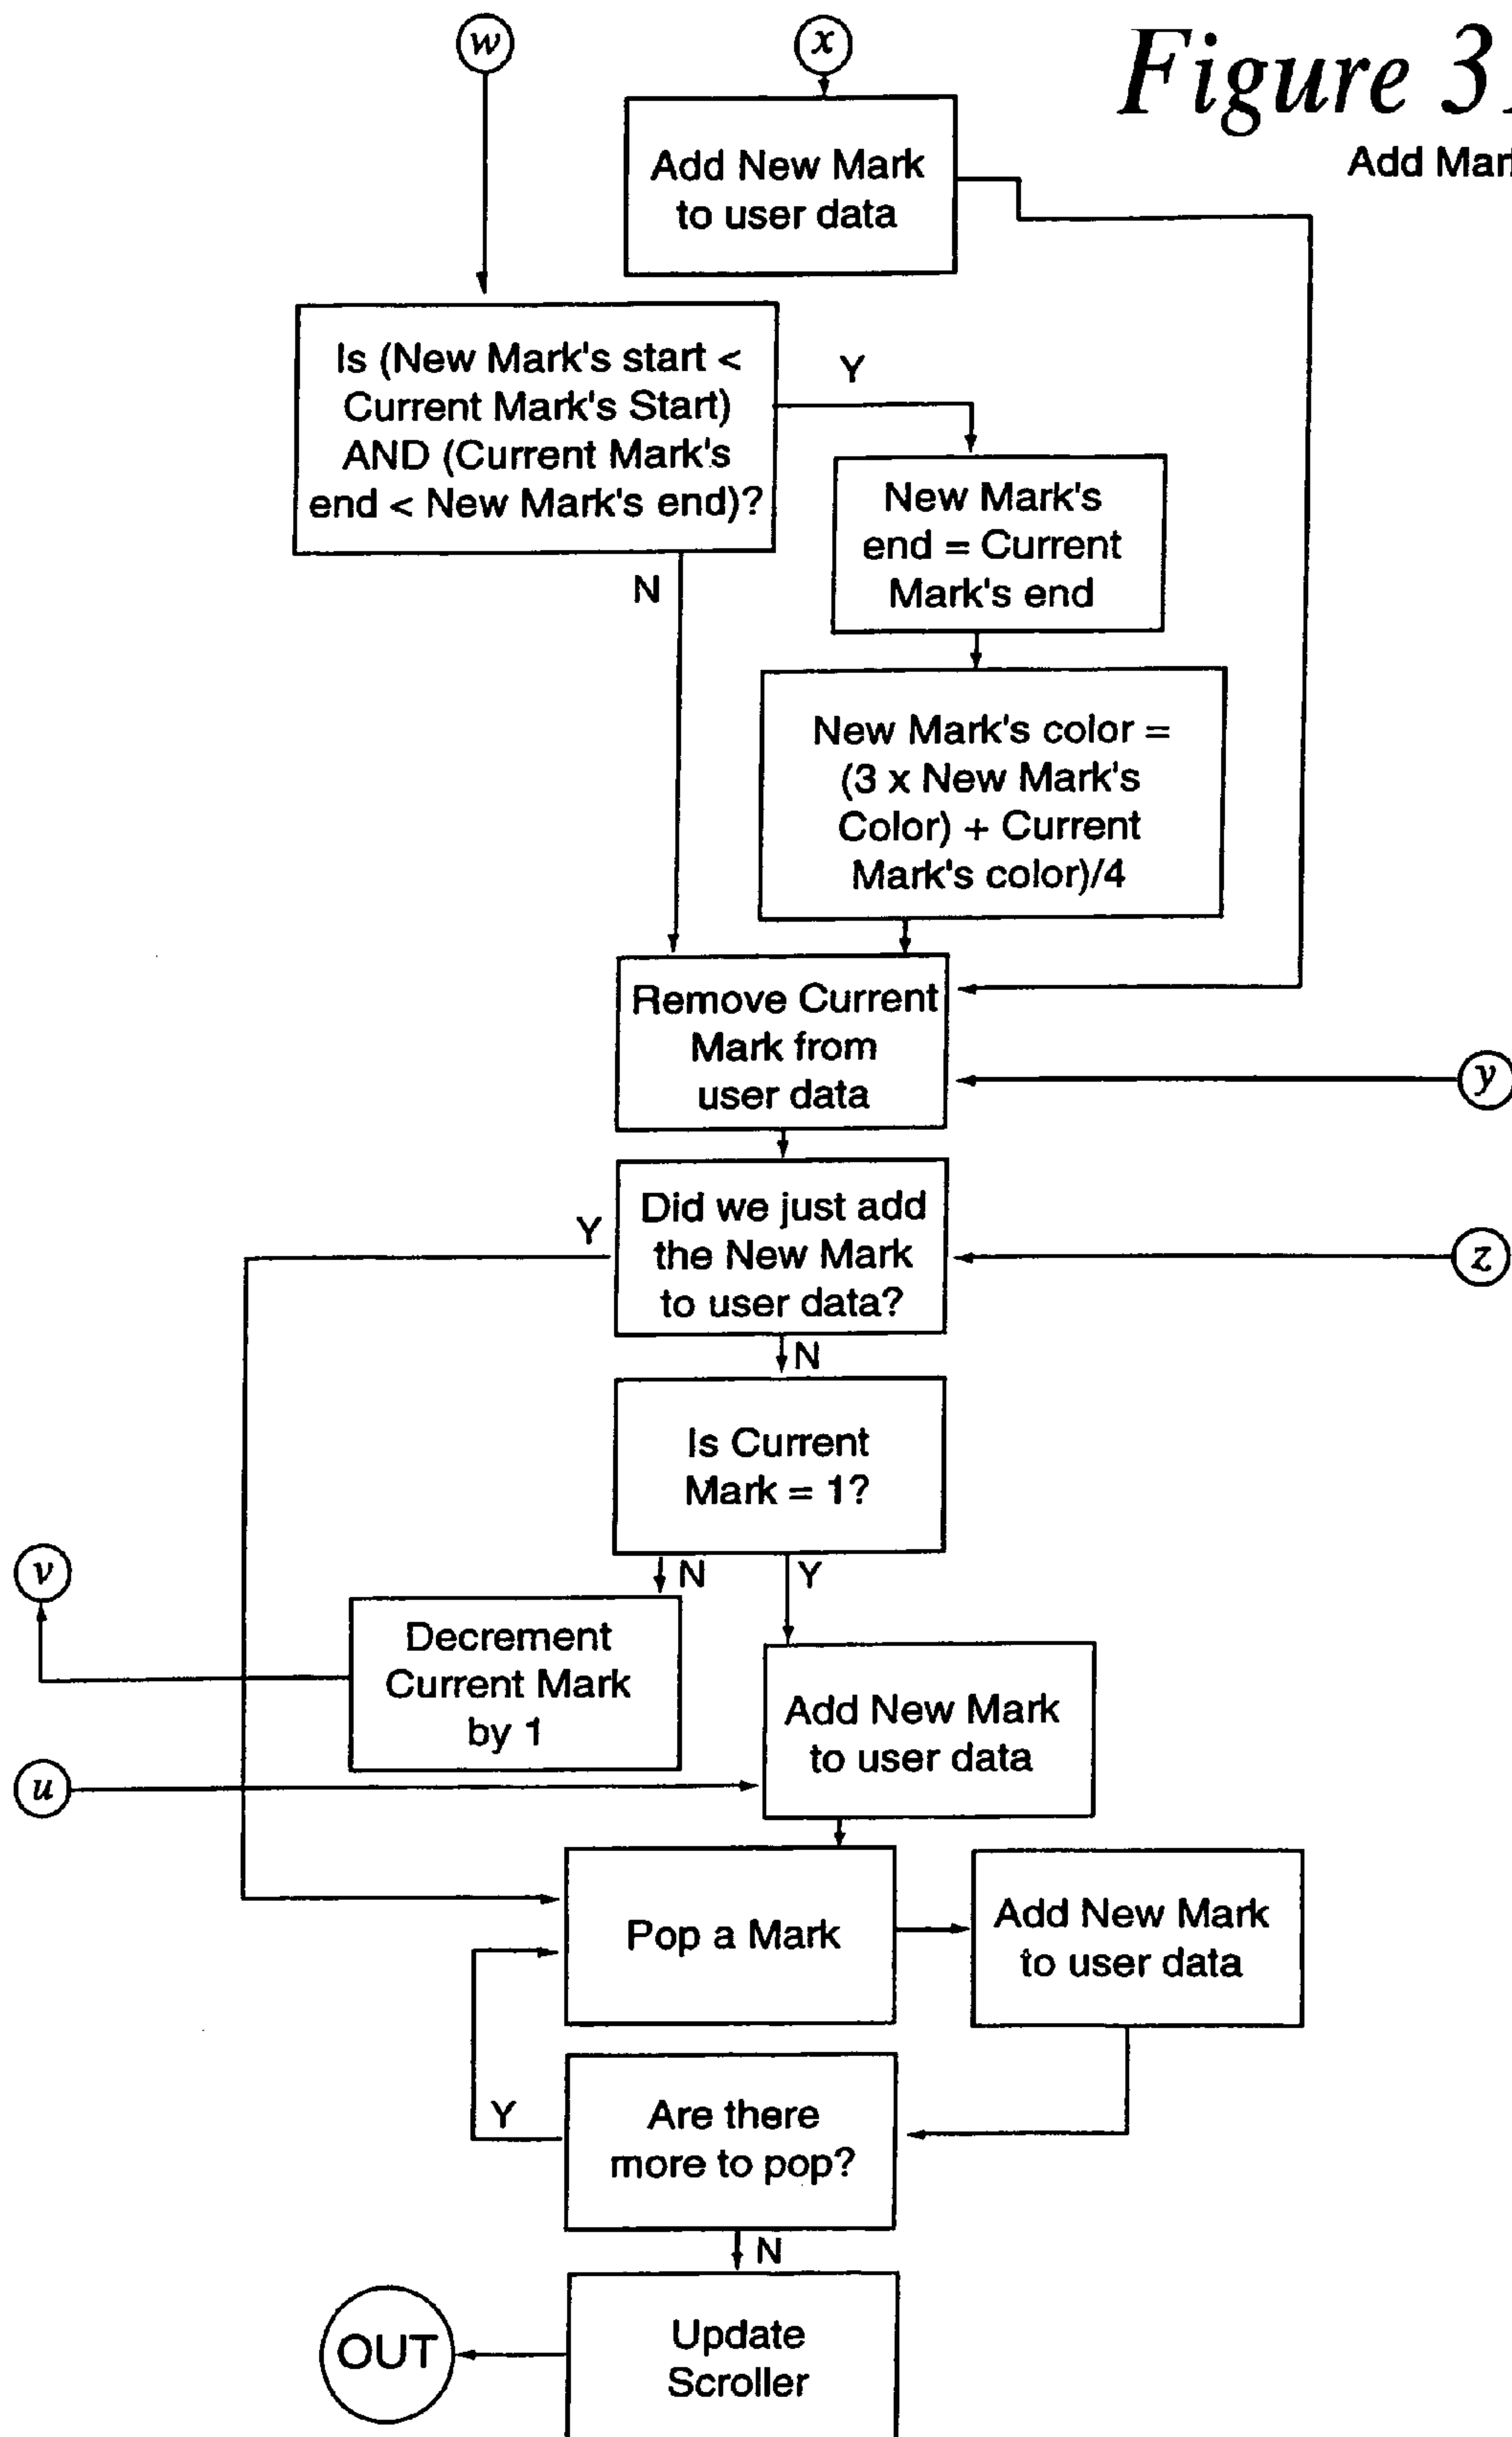 w
x
Figure 3
Add Mar
Add New Mark
to user data
Is (New Mark's start <
Current Mark's Start)
AND (Current Mark's
end < New Mark's end)?
Y
N
New Mark's
end = Current
Mark's end
New Mark's color =
(3 x New Mark's
Color) + Current
Mark's color)/4
Remove Current
Mark from
user data
y
Did we just add
the New Mark
to user data?
Y
z
N
Is Current
Mark = 1?
N
Y
v
Decrement
Current Mark
by 1
Add New Mark
to user data
u
Pop a Mark
Add New Mark
to user data
Are there
more to pop?
Y
N
Update
Scroller
OUT